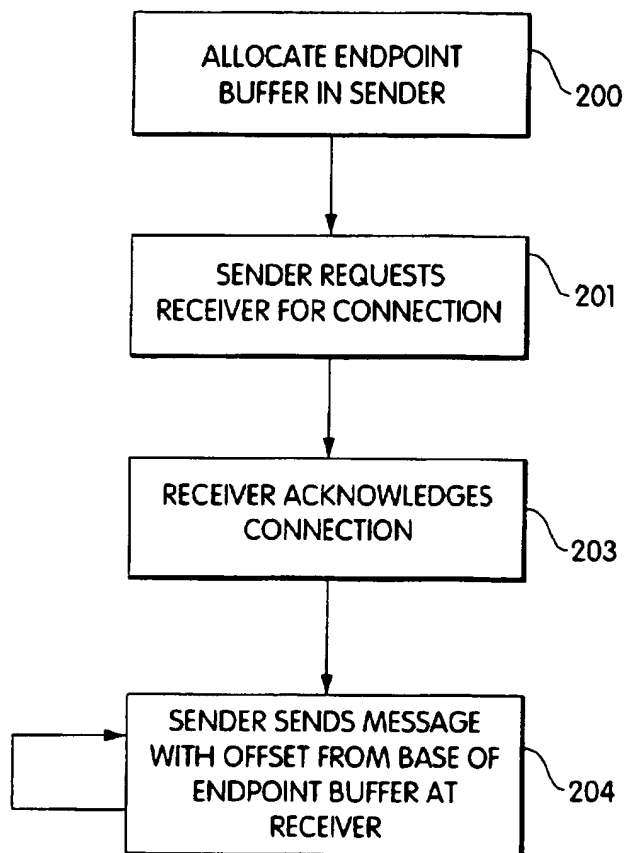 ALLOCATE ENDPOINT
BUFFER IN SENDER
200
SENDER REQUESTS
RECEIVER FOR CONNECTION
201
RECEIVER ACKNOWLEDGES
CONNECTION
203
SENDER SENDS MESSAGE
WITH OFFSET FROM BASE OF
ENDPOINT BUFFER AT
RECEIVER
204